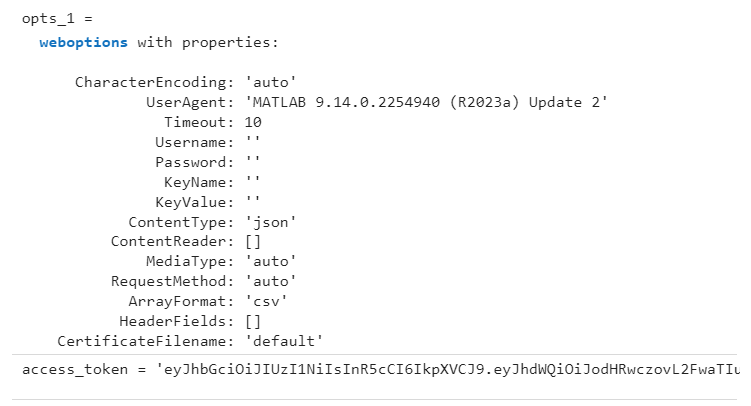 opts_1 =
weboptions with properties:
CharacterEncoding: 'auto'
UserAgent: 'MATLAB 9.14.0.2254940 (R2023a) Update 2'
Timeout: 10
Username: ''
Password: ''
KeyName: ''
KeyValue: ''
ContentType: 'json'
ContentReader: []
MediaType: 'auto'
RequestMethod: 'auto'
ArrayFormat: 'csv'
HeaderFields: []
CertificateFilename: 'default'
access_token = 'eyJhbGciOiJIUzI1NiIsInR5cCI6IkpXVCJ9.eyJhdWQiOiJodHRwczovL2FwaTIu